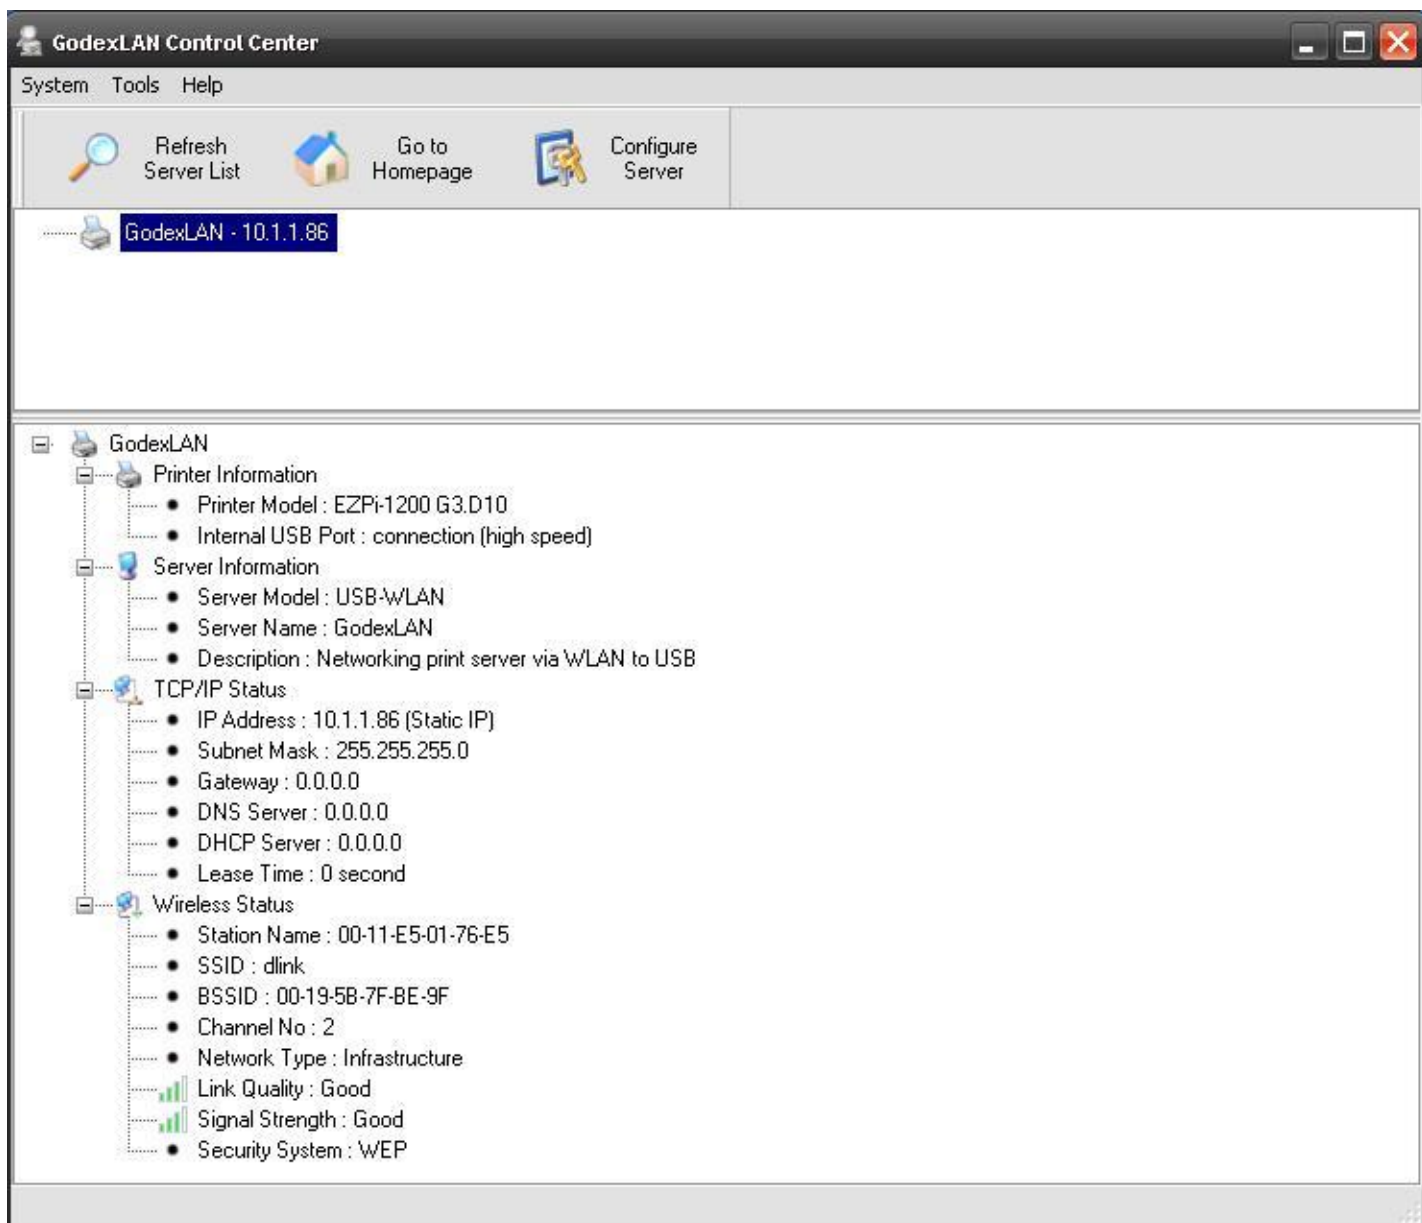 GodexLAN Control Center
System Tools Help
Refresh Server List
Go to Homepage
Configure Server
GodexLAN - 10.1.1.86
GodexLAN
Printer Information
Printer Model : EZPi-1200 G3.D10
Internal USB Port : connection (high speed)
Server Information
Server Model : USB-WLAN
Server Name : GodexLAN
Description : Networking print server via WLAN to USB
TCP/IP Status
IP Address : 10.1.1.86 (Static IP)
Subnet Mask : 255.255.255.0
Gateway : 0.0.0.0
DNS Server : 0.0.0.0
DHCP Server : 0.0.0.0
Lease Time : 0 second
Wireless Status
Station Name : 00-11-E5-01-76-E5
SSID : dlink
BSSID : 00-19-5B-7F-BE-9F
Channel No : 2
Network Type : Infrastructure
Link Quality : Good
Signal Strength : Good
Security System : WEP